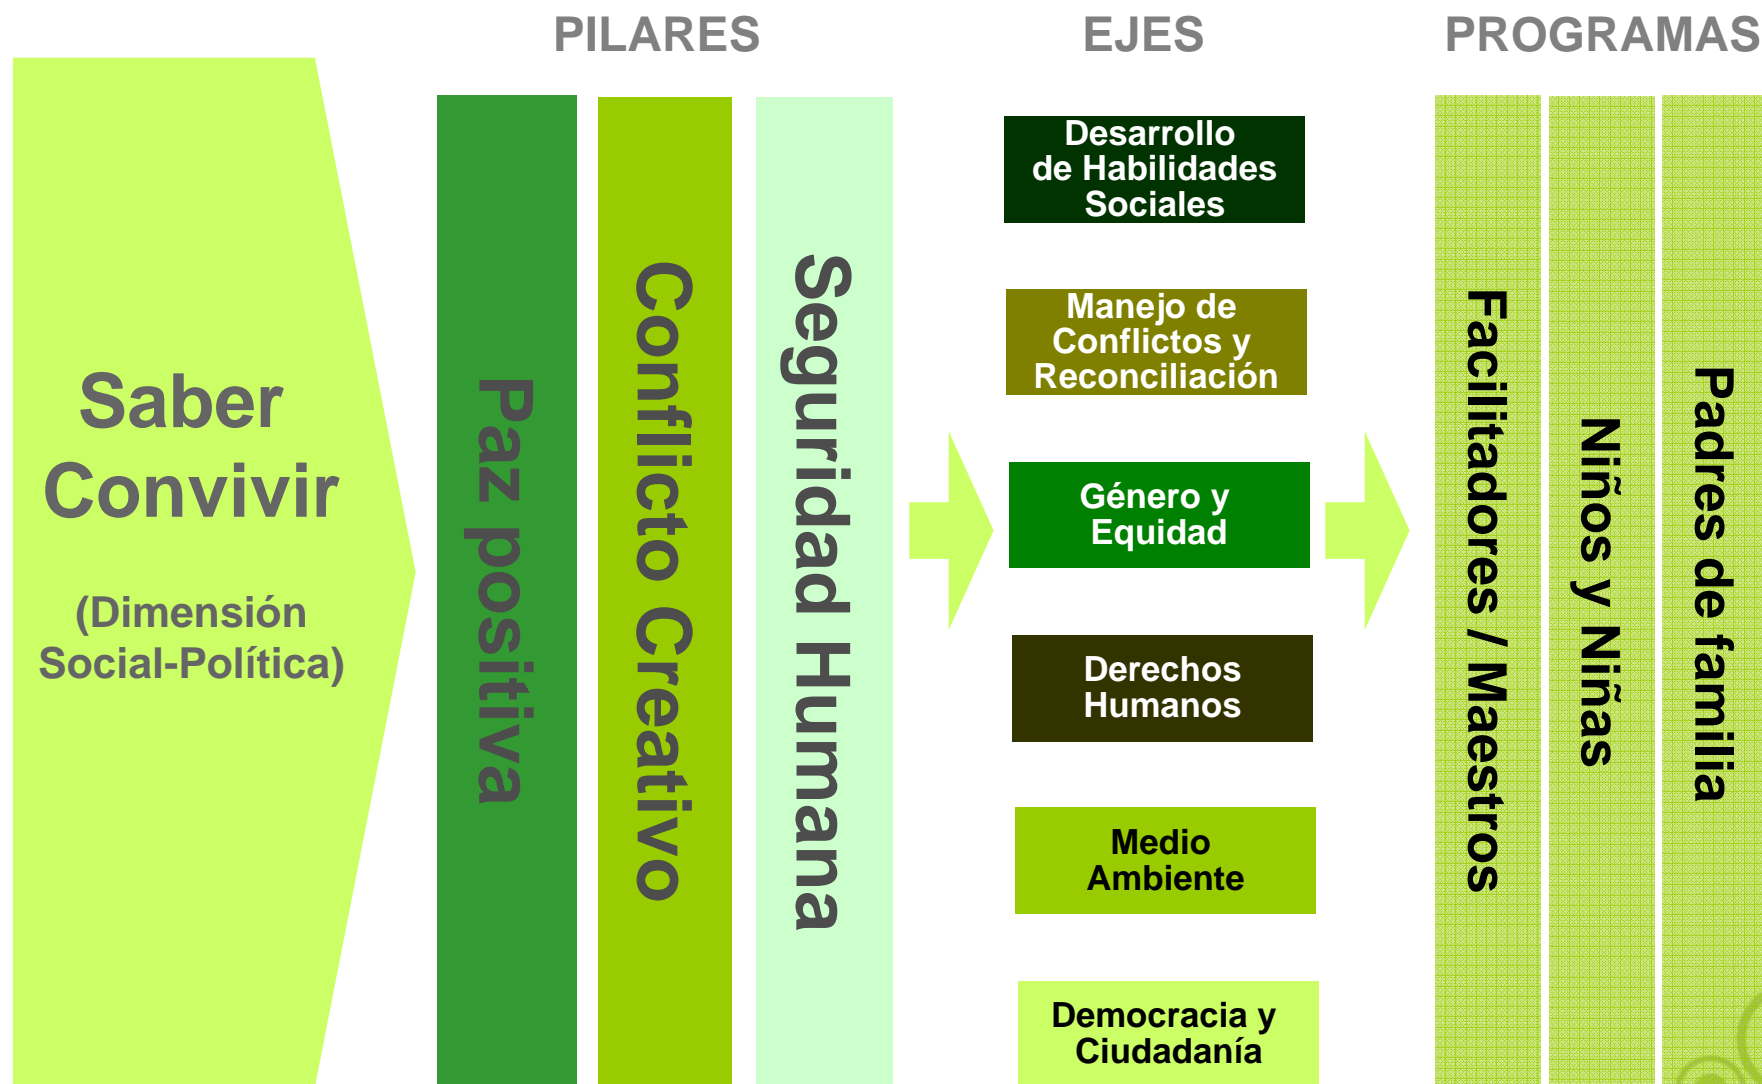 PILARES
EJES
PROGRAMAS
Saber
Convivir
(Dimensión
Social-Política)
Paz positiva
Conflicto Creativo
Seguridad Humana
Desarrollo
de Habilidades
Sociales
Manejo de
Conflictos y
Reconciliación
Género y
Equidad
Derechos
Humanos
Medio
Ambiente
Democracia y
Ciudadanía
Facilitadores / Maestros
Niños y Niñas
Padres de familia